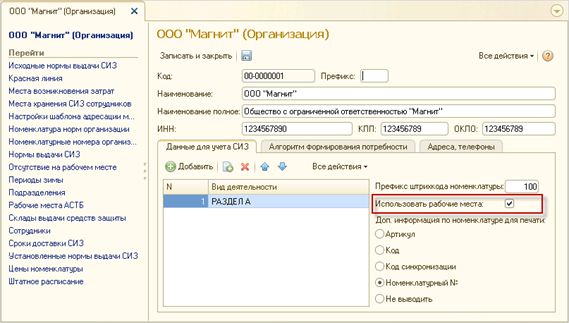 ООО "Магнит" (Организация)
ООО "Магнит" (Организация)
Перейти
Исходные нормы выдачи СИЗ
Красная линия
Места возникновения затрат
Места хранения СИЗ сотрудников
Настройки шаблона адресации м...
Номенклатура норм организации
Номенклатурные номера организ...
Нормы выдачи СИЗ
Отсутствие на рабочем месте
Периоды зимы
Подразделения
Рабочие места АСТБ
Склады выдачи средств защиты
Сотрудники
Сроки доставки СИЗ
Установленные нормы выдачи СИЗ
Цены номенклатуры
Штатное расписание
ООО "Магнит" (Организация)
Записать и закрыть Все действия
Код: 00-0000001 Префикс:
Наименование: ООО "Магнит"
Наименование полное: Общество с ограниченной ответственностью "Магнит"
ИНН: 1234567890 КПП: 123456789 ОКПО: 123456789
Данные для учета СИЗ Алгоритм формирования потребности Адреса, телефоны
Добавить Все действия
N Вид деятельности
1 РАЗДЕЛ А
Префикс штрихкода номенклатуры: 100
Использовать рабочие места:
Доп. информация по номенклатуре для печати:
Артикул
Код
Код синхронизации
Номенклатурный №
Не выводить